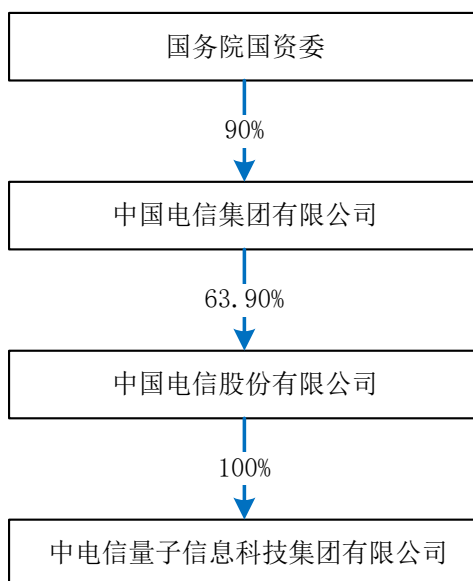 国务院国资委
90%
中国电信集团有限公司
63.90%
中国电信股份有限公司
100%
中电信量子信息科技集团有限公司